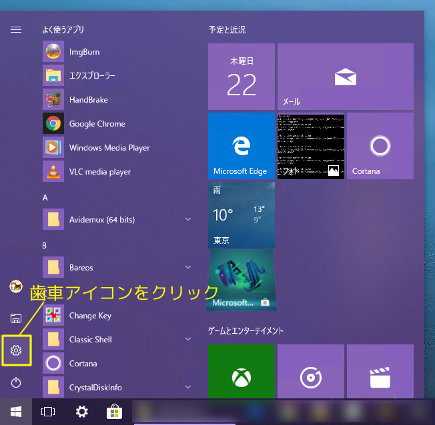 よく使うアプリ
ImgBurn
エクスプローラー
HandBrake
Google Chrome
Windows Media Player
VLC media player
A
Avidemux (64 bits)
B
Bareos
歯車アイコンをクリック
Change Key
Classic Shell
Cortana
CrystalDiskInfo
予定と近況
木曜日
22
メール
Microsoft Edge
フォト
Cortana
雨
10°
13°
9°
東京
Microsoft...
ゲームとエンターテイメント